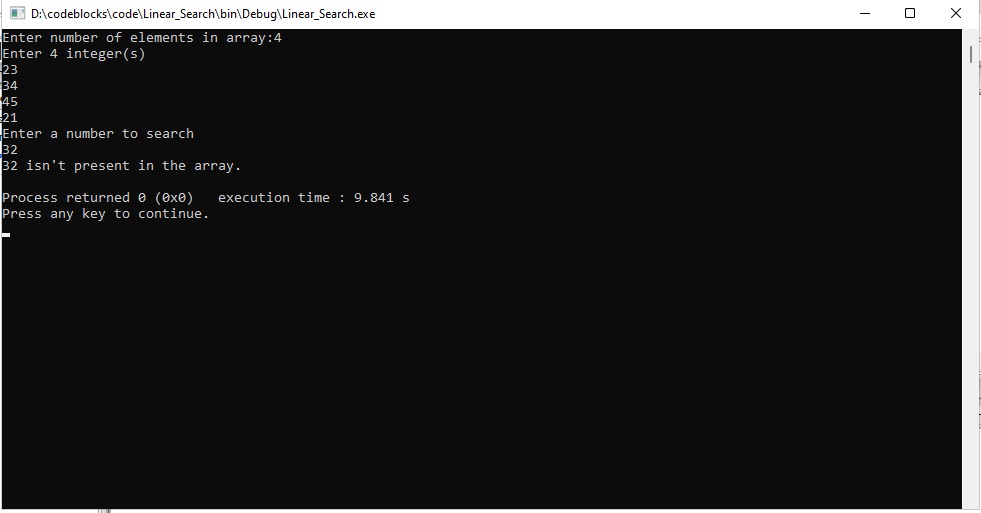 D:\codeblocks\code\Linear_Search\bin\Debug\Linear_Search.exe
Enter number of elements in array:4
Enter 4 integer(s)
23
34
45
21
Enter a number to search
32
32 isn't present in the array.
Process returned 0 (0x0)   execution time : 9.841 s
Press any key to continue.